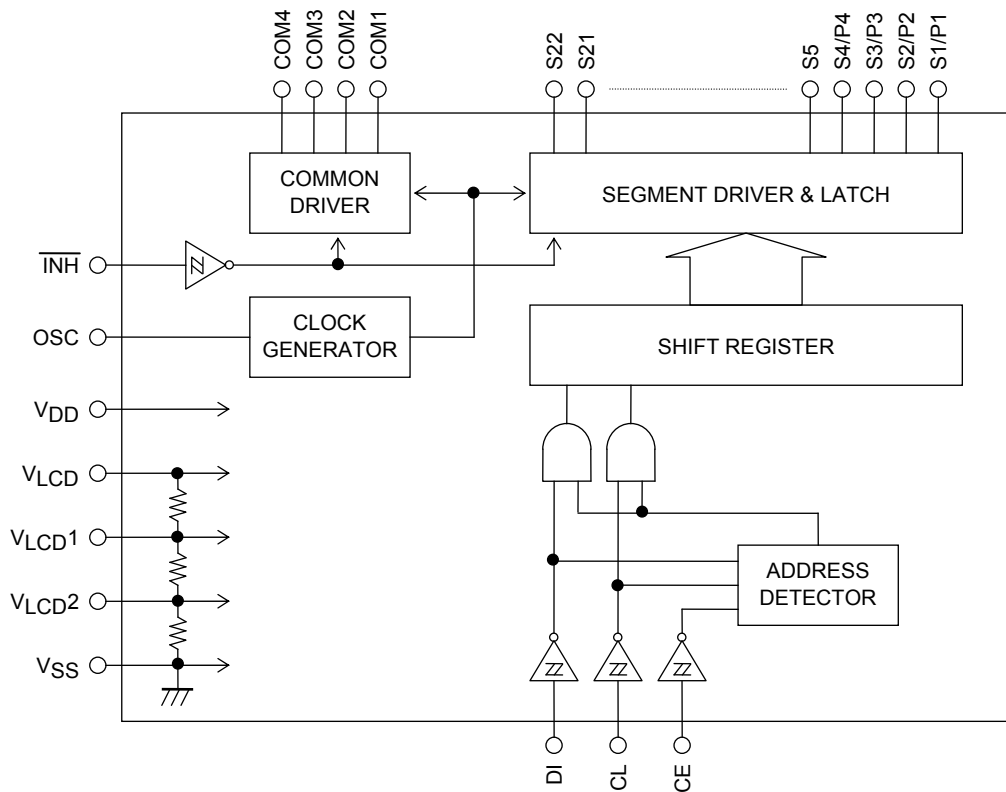 COM4
COM3
COM2
COM1
S22
S21
S5
S4/P4
S3/P3
S2/P2
S1/P1
COMMON
DRIVER
SEGMENT DRIVER & LATCH
INH
OSC
CLOCK
GENERATOR
SHIFT REGISTER
VDD
VLCD
VLCD1
VLCD2
VSS
ADDRESS
DETECTOR
DI
CL
CE